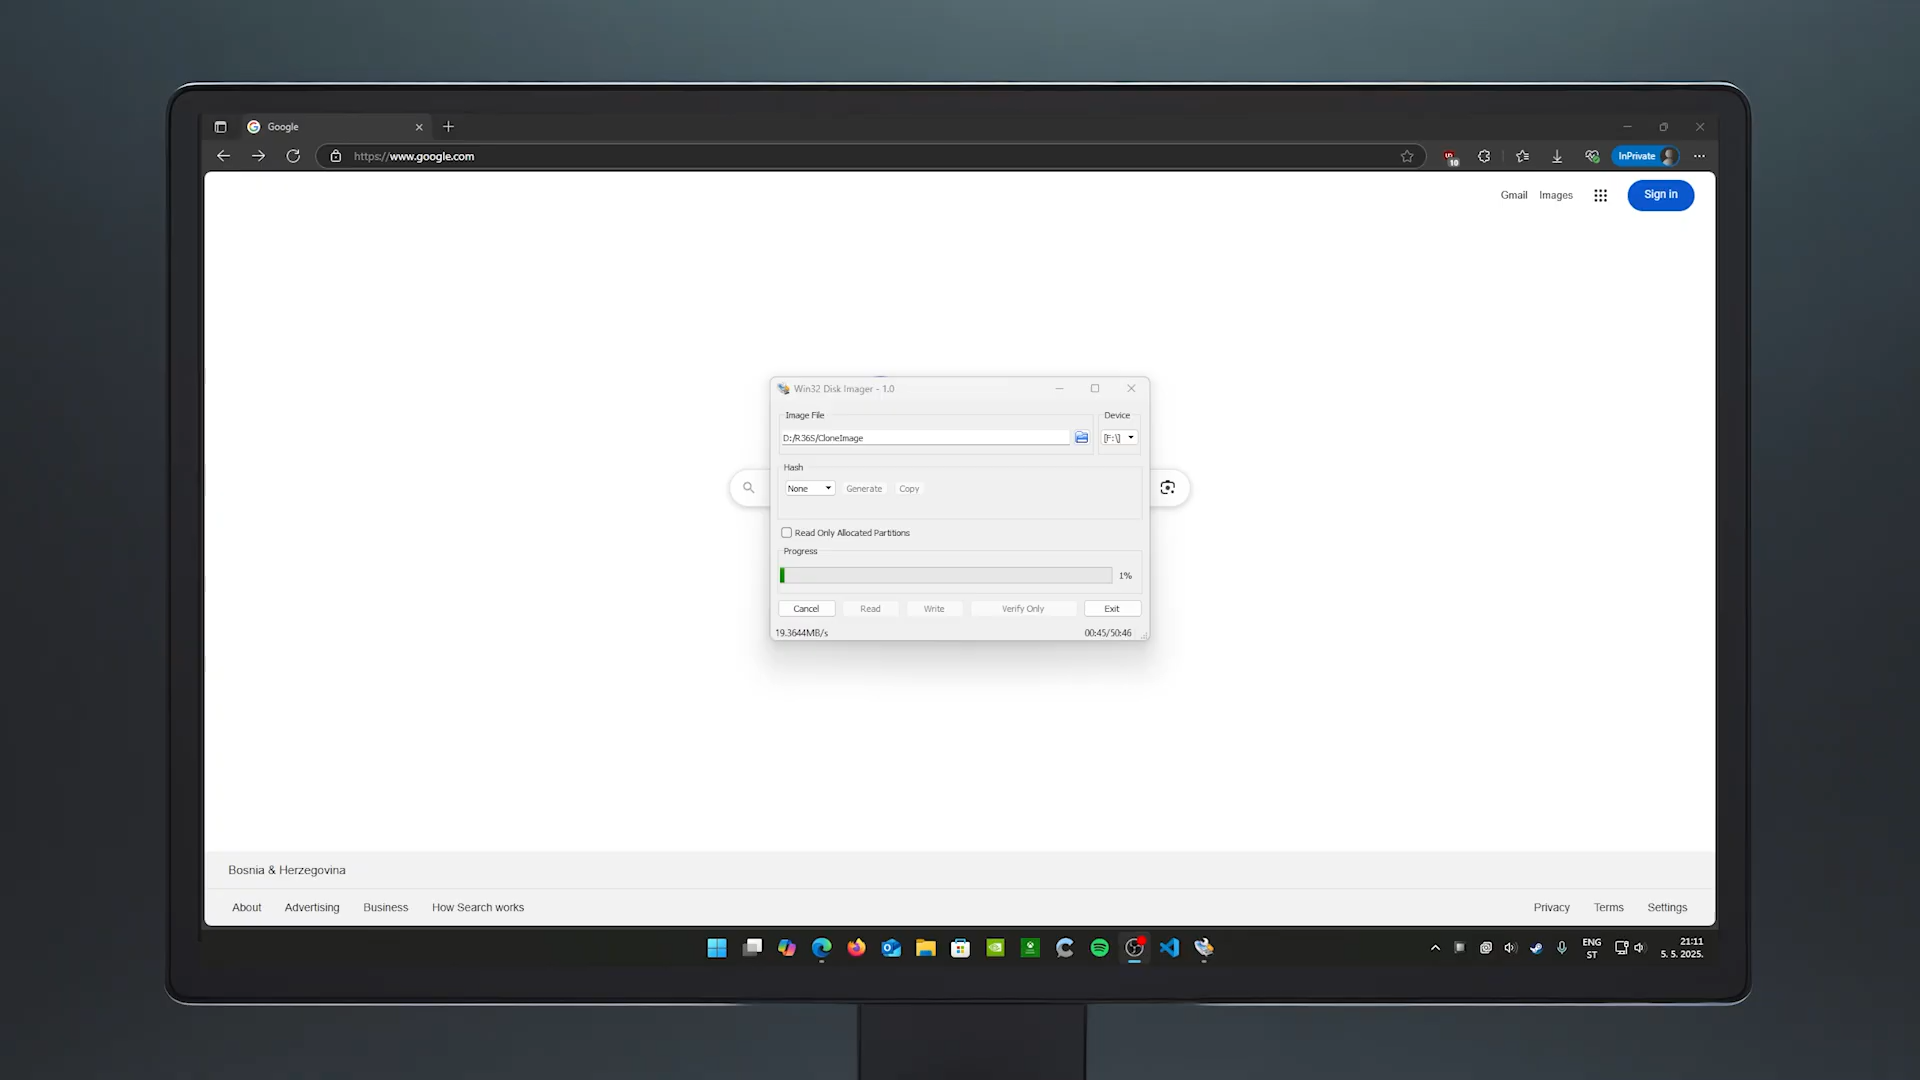 Google
https://www.google.com
un
10
InPrivate
Gmail Images
Sign in
Win32 Disk Imager - 1.0
Image File
Device
D:/R36S/CloneImage
[F:\]
Hash
None
Generate
Copy
Read Only Allocated Partitions
Progress
1%
Cancel
Read
Write
Verify Only
Exit
19.3644MB/s
00:45/50:46
Bosnia & Herzegovina
About Advertising Business How Search works
Privacy Terms Settings
ENG
ST
21:11
5. 5. 2025.